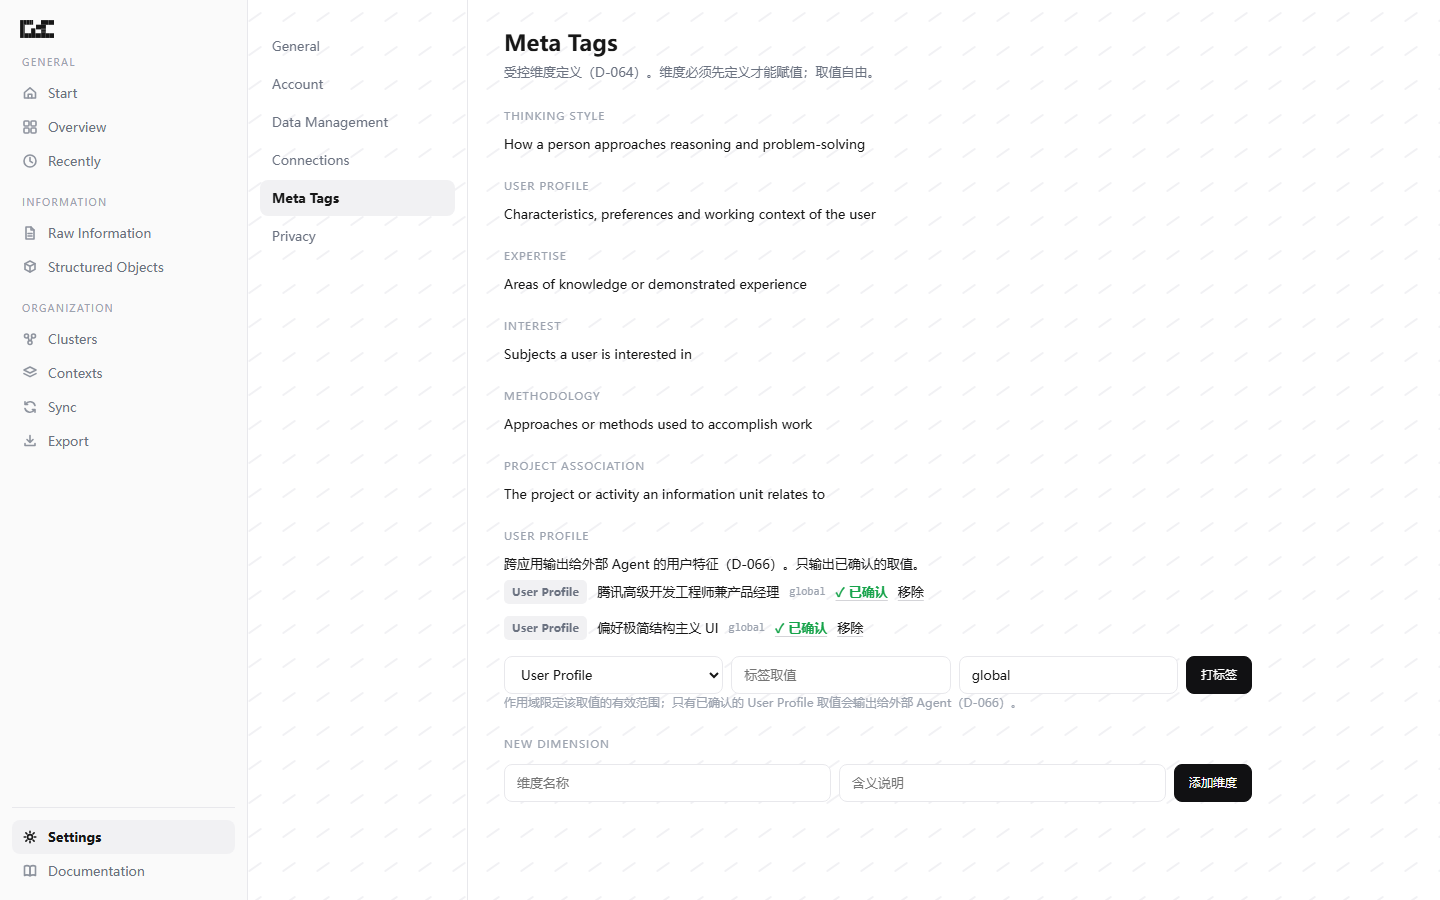 GENERAL
Start
Overview
Recently
INFORMATION
Raw Information
Structured Objects
ORGANIZATION
Clusters
Contexts
Sync
Export
Settings
Documentation
General
Account
Data Management
Connections
Meta Tags
Privacy
Meta Tags
受控维度定义（D-064）。维度必须先定义才能赋值；取值自由。
THINKING STYLE
How a person approaches reasoning and problem-solving
USER PROFILE
Characteristics, preferences and working context of the user
EXPERTISE
Areas of knowledge or demonstrated experience
INTEREST
Subjects a user is interested in
METHODOLOGY
Approaches or methods used to accomplish work
PROJECT ASSOCIATION
The project or activity an information unit relates to
USER PROFILE
跨应用输出给外部 Agent 的用户特征（D-066）。只输出已确认的取值。
User Profile 腾讯高级开发工程师兼产品经理 global ✓ 已确认 移除
User Profile 偏好极简结构主义 UI global ✓ 已确认 移除
User Profile 标签取值 global 打标签
作用域限定该取值的有效范围；只有已确认的 User Profile 取值会输出给外部 Agent（D-066）。
NEW DIMENSION
维度名称 含义说明 添加维度